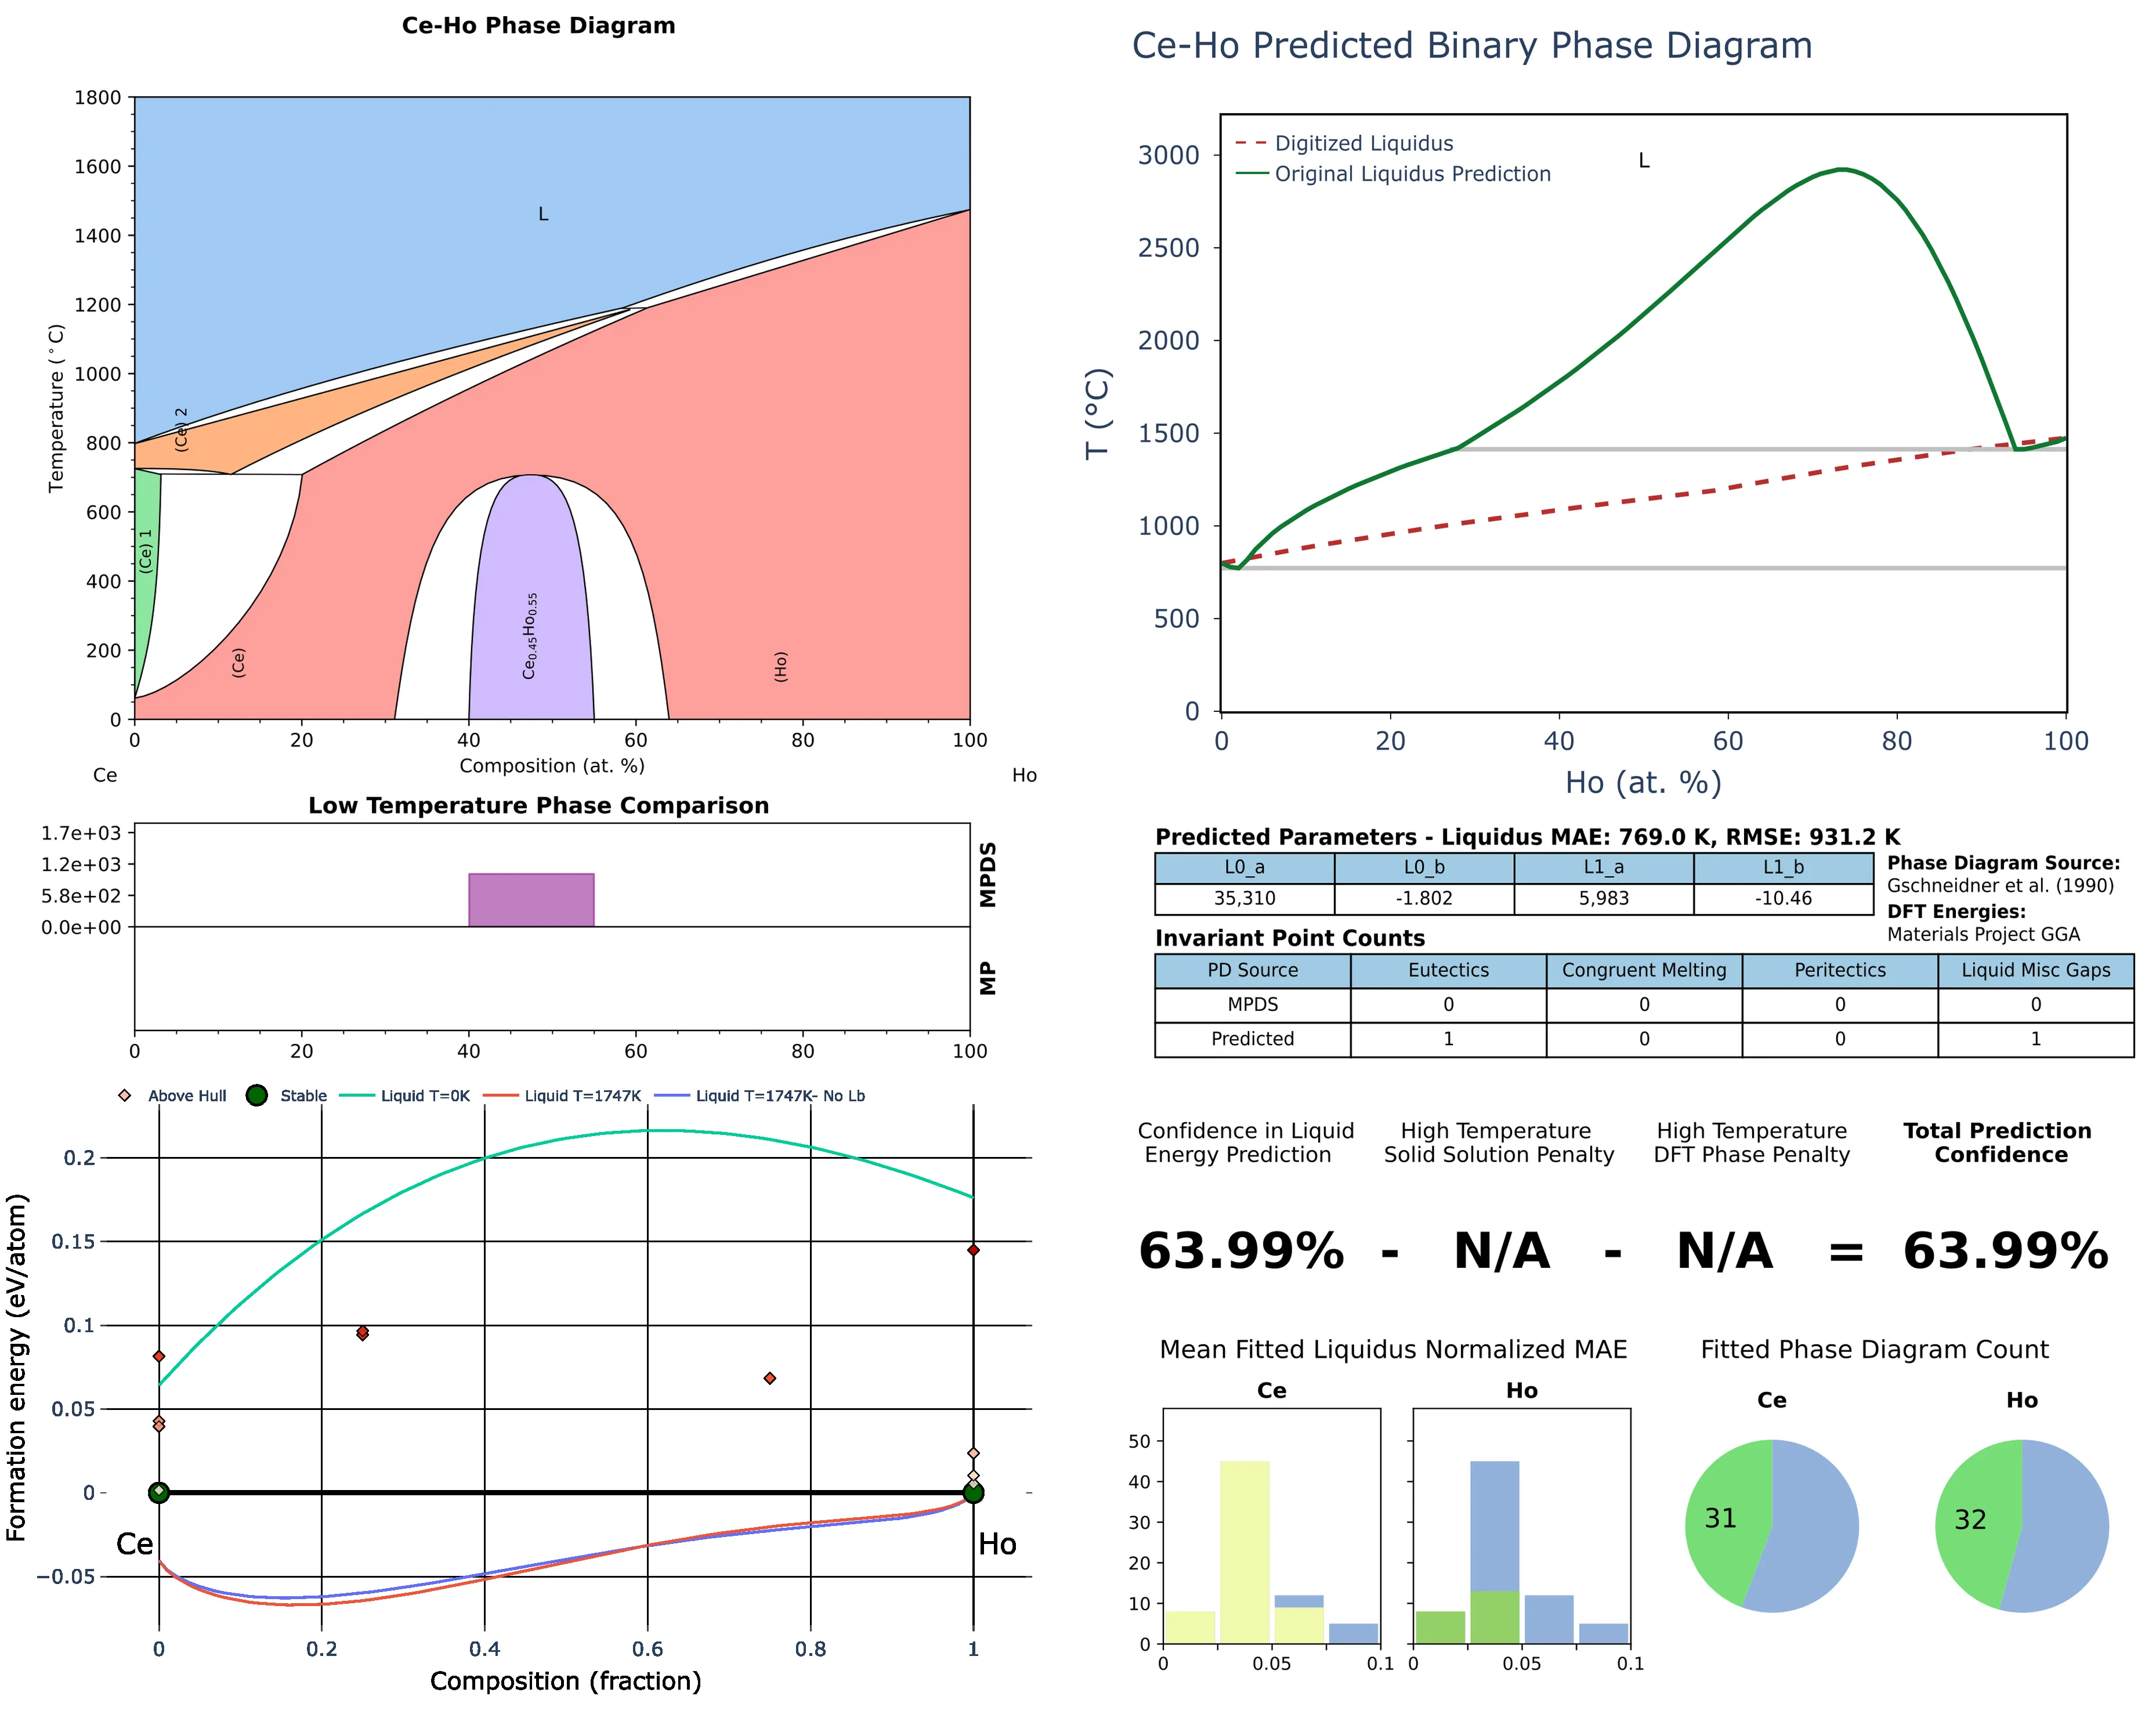 Ce-Ho Phase Diagram
1800
1600
1400
1200
1000
800
600
400
200
0
Temperature (°C)
L
(Ce) 2
(Ce) 1
(Ce)
Ce0.45Ho0.55
(Ho)
0 20 40 60 80 100
Composition (at. %)
Ce Ho
Low Temperature Phase Comparison
1.7e+03
1.2e+03
5.8e+02
0.0e+00
MPDS
MP
0 20 40 60 80 100
Above Hull Stable Liquid T=0K Liquid T=1747K Liquid T=1747K- No Lb
0.2
0.15
0.1
0.05
0
−0.05
Formation energy (eV/atom)
Ce Ho
0 0.2 0.4 0.6 0.8 1
Composition (fraction)
Ce-Ho Predicted Binary Phase Diagram
Digitized Liquidus
Original Liquidus Prediction
L
3000
2500
2000
1500
1000
500
0
T (°C)
0 20 40 60 80 100
Ho (at. %)
Predicted Parameters - Liquidus MAE: 769.0 K, RMSE: 931.2 K
L0_a L0_b L1_a L1_b
35,310 -1.802 5,983 -10.46
Phase Diagram Source:
Gschneidner et al. (1990)
DFT Energies:
Materials Project GGA
Invariant Point Counts
PD Source Eutectics Congruent Melting Peritectics Liquid Misc Gaps
MPDS 0 0 0 0
Predicted 1 0 0 1
Confidence in Liquid
Energy Prediction
High Temperature
Solid Solution Penalty
High Temperature
DFT Phase Penalty
Total Prediction
Confidence
63.99% - N/A - N/A = 63.99%
Mean Fitted Liquidus Normalized MAE
Ce Ho
50
40
30
20
10
0
0 0.05 0.1 0 0.05 0.1
Fitted Phase Diagram Count
Ce Ho
31 32